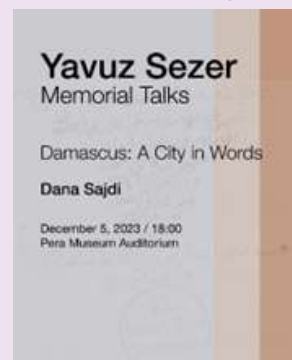 Yavuz Sezer
Memorial Talks
Damascus: A City in Words
Dana Sajdi
December 5, 2023 / 18:00
Pera Museum Auditorium